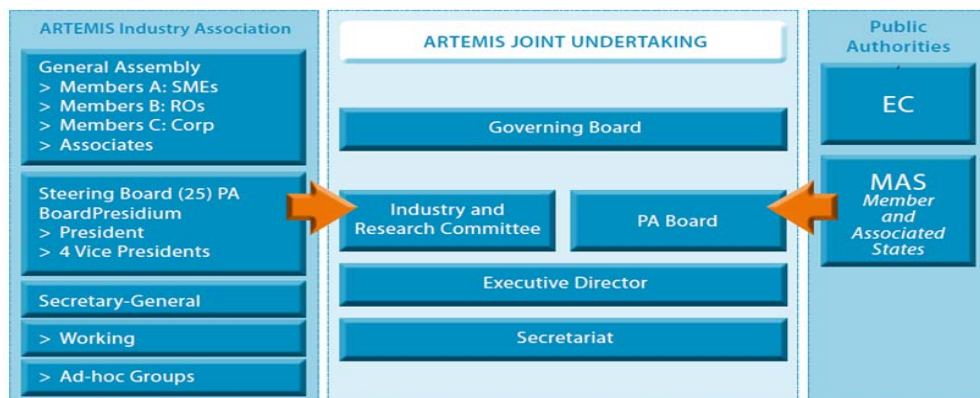 ARTEMIS Industry Association
General Assembly
> Members A: SMEs
> Members B: ROs
> Members C: Corp
> Associates
Steering Board (25) PA
BoardPresidium
> President
> 4 Vice Presidents
Secretary-General
> Working
> Ad-hoc Groups
ARTEMIS JOINT UNDERTAKING
Governing Board
Industry and
Research Committee
PA Board
Executive Director
Secretariat
Public
Authorities
EC
MAS
Member
and
Associated
States